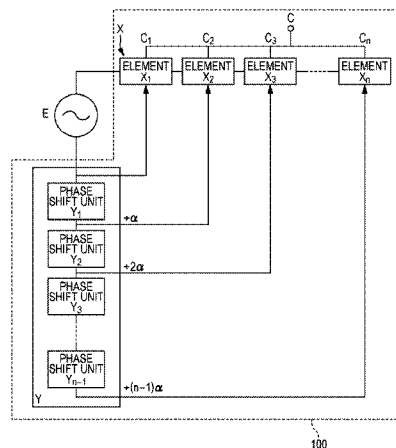 C
X
C1 C2 C3 Cn
ELEMENT X1
ELEMENT X2
ELEMENT X3
ELEMENT Xn
E
PHASE SHIFT UNIT Y1
+α
PHASE SHIFT UNIT Y2
+2α
PHASE SHIFT UNIT Y3
PHASE SHIFT UNIT Yn−1
+(n−1)α
Y
100